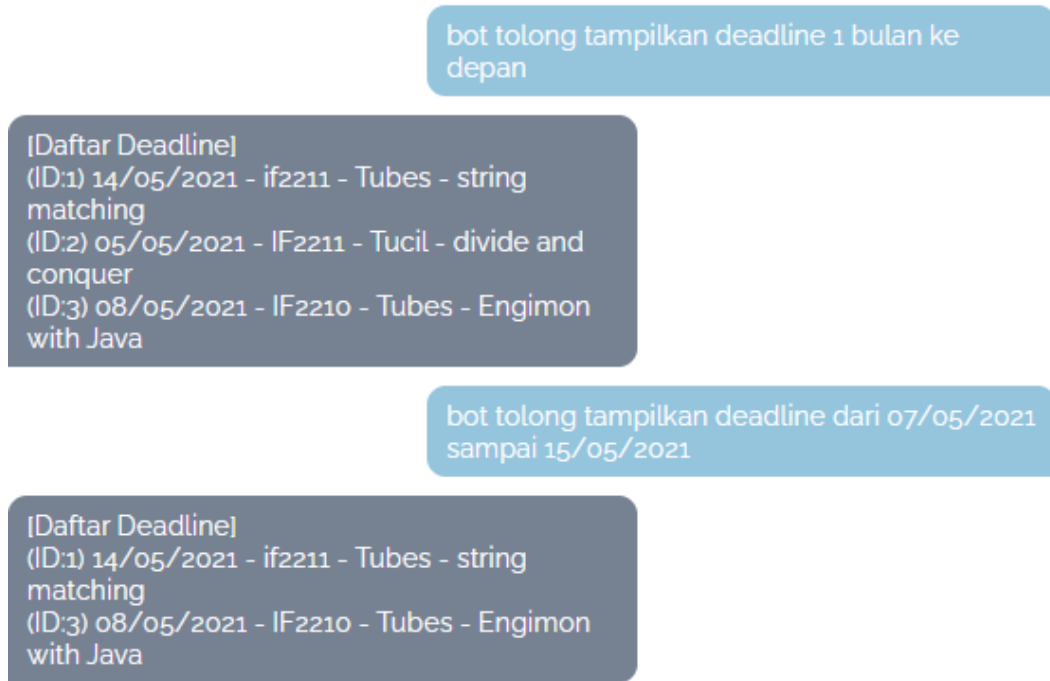 bot tolong tampilkan deadline 1 bulan ke
depan
[Daftar Deadline]
(ID:1) 14/05/2021 - if2211 - Tubes - string
matching
(ID:2) 05/05/2021 - IF2211 - Tucil - divide and
conquer
(ID:3) 08/05/2021 - IF2210 - Tubes - Engimon
with Java
bot tolong tampilkan deadline dari 07/05/2021
sampai 15/05/2021
[Daftar Deadline]
(ID:1) 14/05/2021 - if2211 - Tubes - string
matching
(ID:3) 08/05/2021 - IF2210 - Tubes - Engimon
with Java